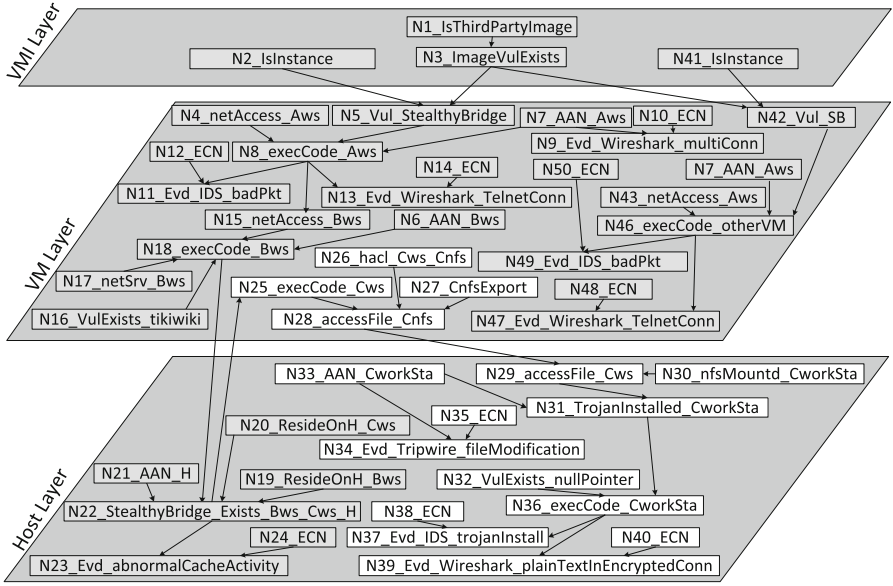 VMI Layer
N1_IsThirdPartyImage
N2_IsInstance
N3_ImageVulExists
N41_IsInstance
VM Layer
N4_netAccess_Aws
N5_Vul_StealthyBridge
N7_AAN_Aws
N10_ECN
N42_Vul_SB
N9_Evd_Wireshark_multiConn
N12_ECN
N8_execCode_Aws
N14_ECN
N50_ECN
N7_AAN_Aws
N11_Evd_IDS_badPkt
N13_Evd_Wireshark_TelnetConn
N43_netAccess_Aws
N15_netAccess_Bws
N6_AAN_Bws
N46_execCode_otherVM
N18_execCode_Bws
N26_hacl_Cws_Cnfs
N49_Evd_IDS_badPkt
N17_netSrv_Bws
N25_execCode_Cws
N27_CnfsExport
N48_ECN
N16_VulExists_tikiwiki
N28_accessFile_Cnfs
N47_Evd_Wireshark_TelnetConn
Host Layer
N33_AAN_CworkSta
N29_accessFile_Cws
N30_nfsMountd_CworkSta
N31_TrojanInstalled_CworkSta
N35_ECN
N20_ResideOnH_Cws
N34_Evd_Tripwire_fileModification
N21_AAN_H
N19_ResideOnH_Bws
N32_VulExists_nullPointer
N22_StealthyBridge_Exists_Bws_Cws_H
N38_ECN
N36_execCode_CworkSta
N24_ECN
N37_Evd_IDS_trojanInstall
N40_ECN
N23_Evd_abnormalCacheActivity
N39_Evd_Wireshark_plainTextInEncryptedConn